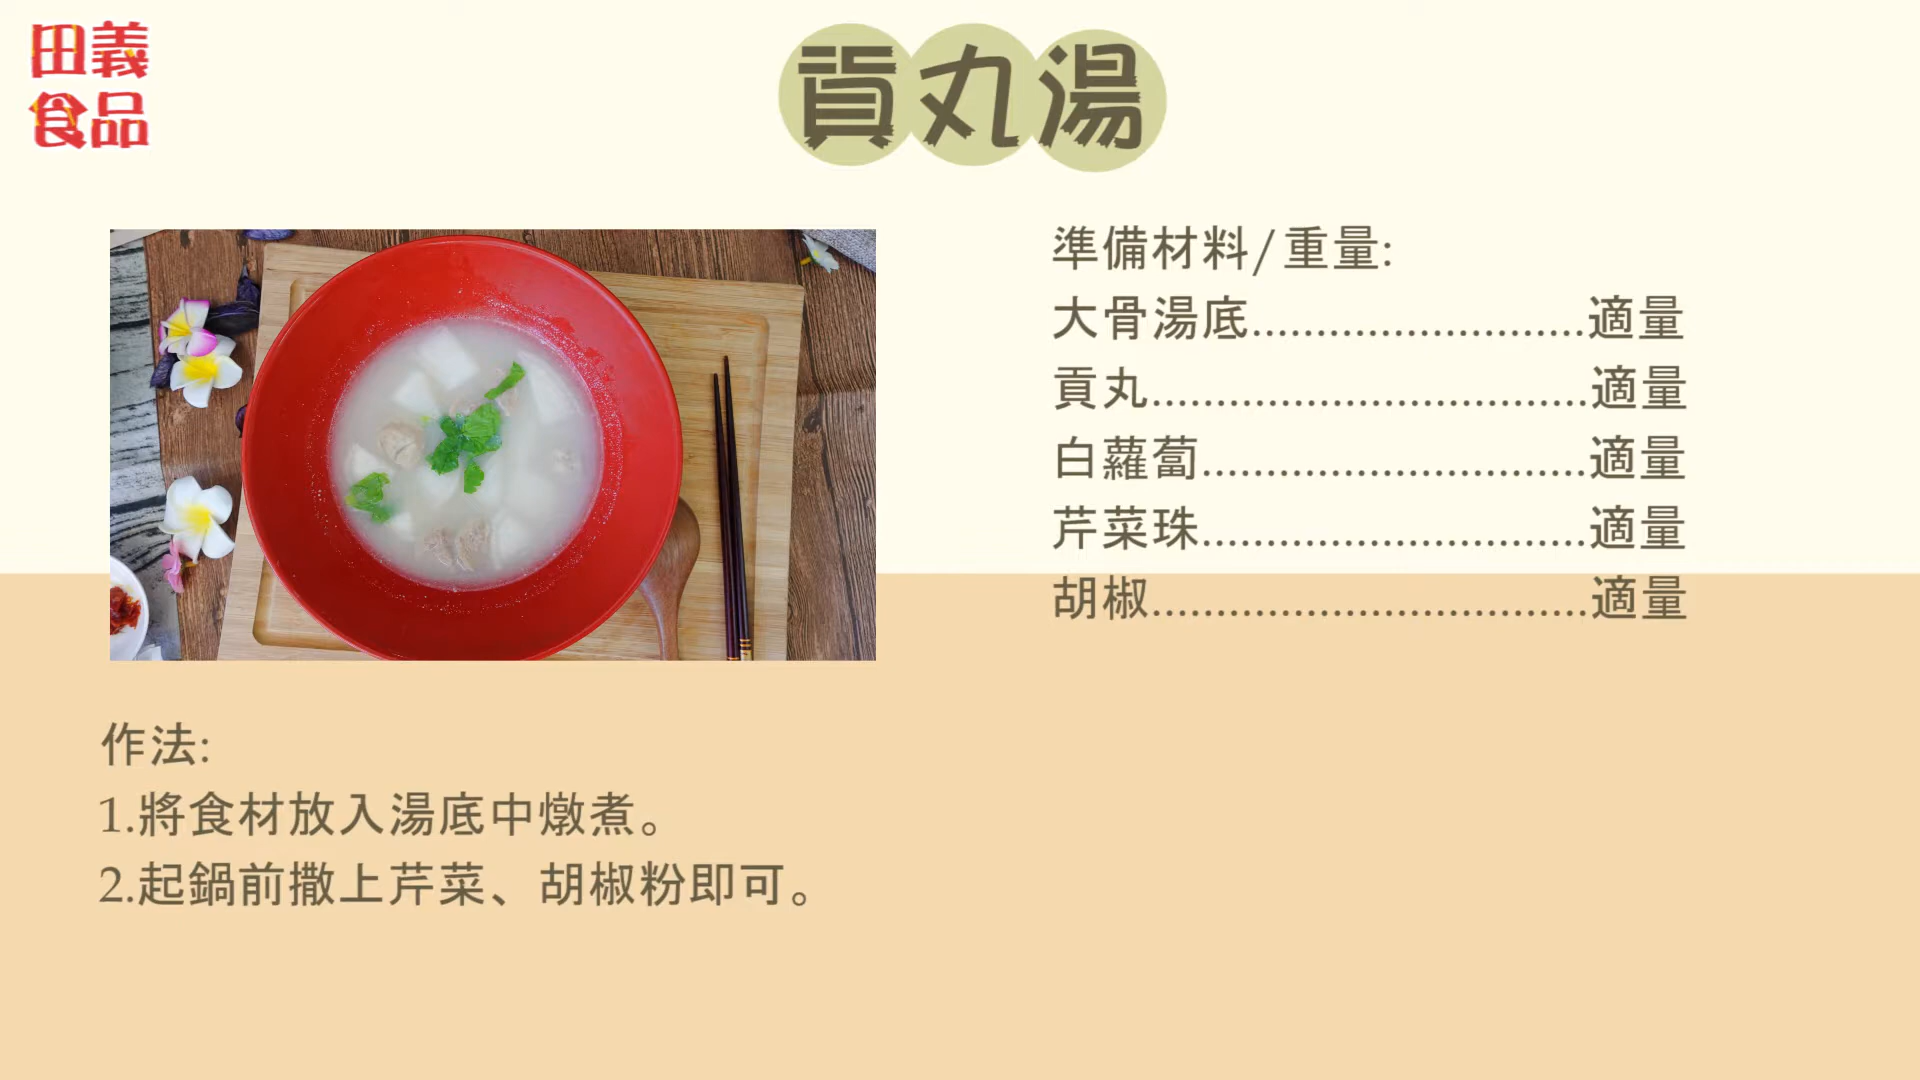 田義
食品
貢丸湯
準備材料/重量:
大骨湯底..........................適量
貢丸..................................適量
白蘿蔔..............................適量
芹菜珠..............................適量
胡椒..................................適量
作法:
1.將食材放入湯底中燉煮。
2.起鍋前撒上芹菜、胡椒粉即可。